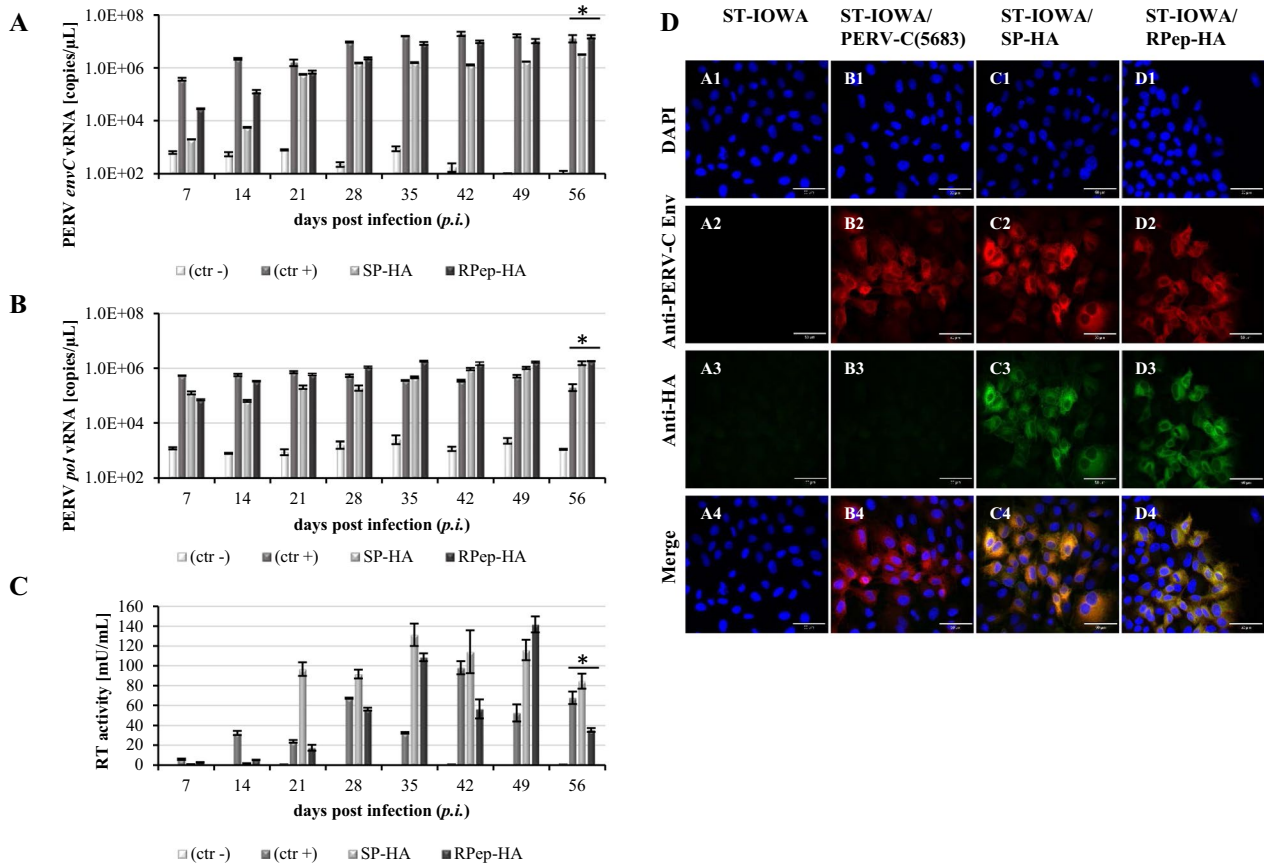 A
PERV envC vRNA [copies/µL]
1.0E+08
1.0E+06
1.0E+04
1.0E+02
*
7 14 21 28 35 42 49 56
days post infection (p.i.)
(ctr -) (ctr +) SP-HA RPep-HA
B
PERV pol vRNA [copies/µL]
1.0E+08
1.0E+06
1.0E+04
1.0E+02
*
7 14 21 28 35 42 49 56
days post infection (p.i.)
(ctr -) (ctr +) SP-HA RPep-HA
C
RT activity [mU/mL]
160
140
120
100
80
60
40
20
0
*
7 14 21 28 35 42 49 56
days post infection (p.i.)
(ctr -) (ctr +) SP-HA RPep-HA
D
ST-IOWA
ST-IOWA/
PERV-C(5683)
ST-IOWA/
SP-HA
ST-IOWA/
RPep-HA
DAPI
A1 B1 C1 D1
Anti-PERV-C Env
A2 B2 C2 D2
Anti-HA
A3 B3 C3 D3
Merge
A4 B4 C4 D4